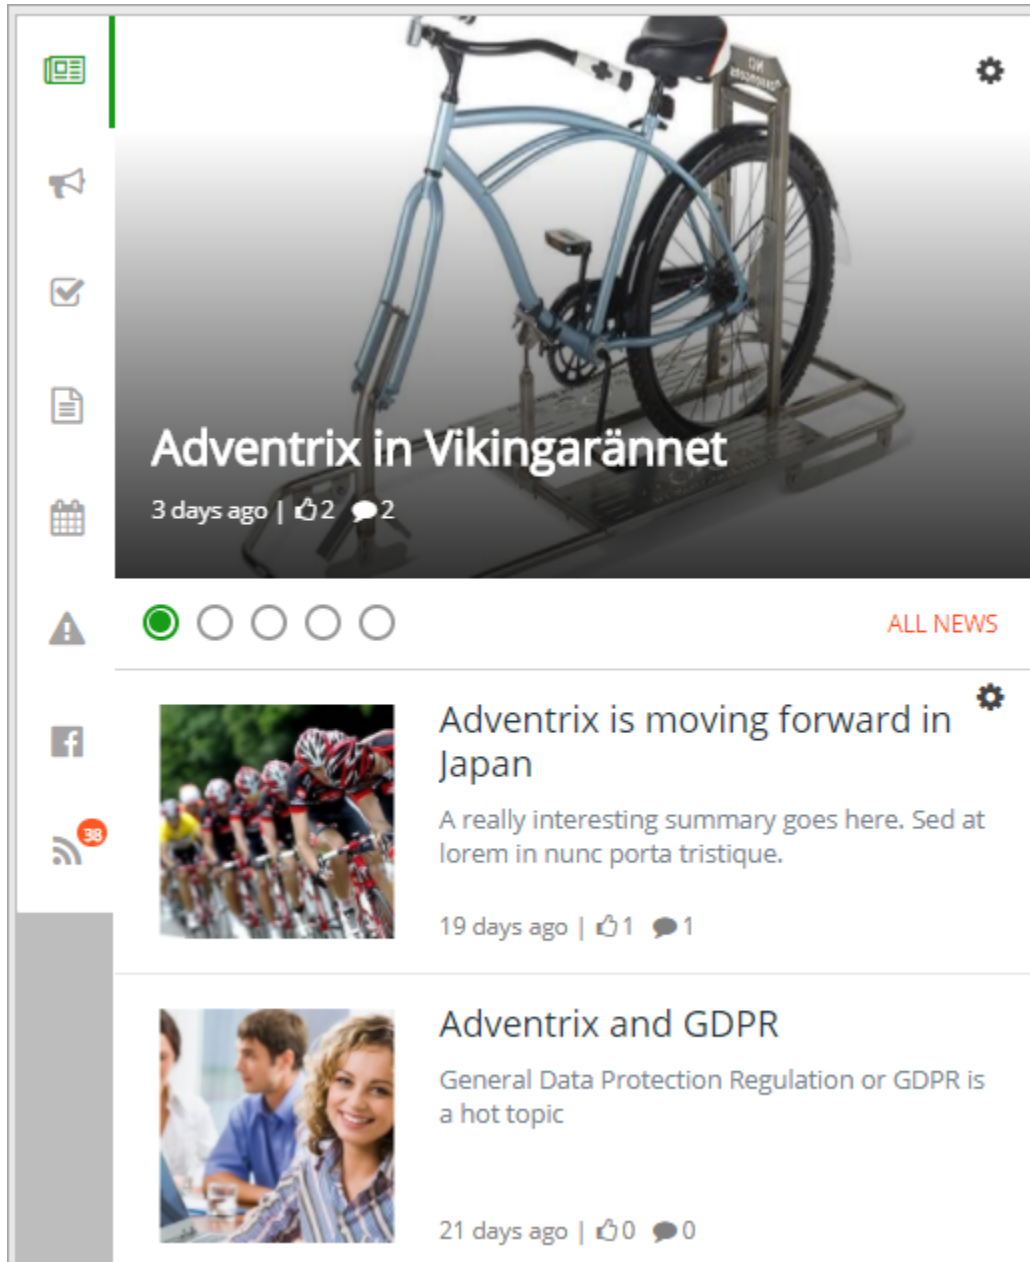 NO
Adventrix in Vikingarännet
3 days ago | 2 2
ALL NEWS
Adventrix is moving forward in
Japan
A really interesting summary goes here. Sed at
lorem in nunc porta tristique.
19 days ago | 1 1
38
Adventrix and GDPR
General Data Protection Regulation or GDPR is
a hot topic
21 days ago | 0 0